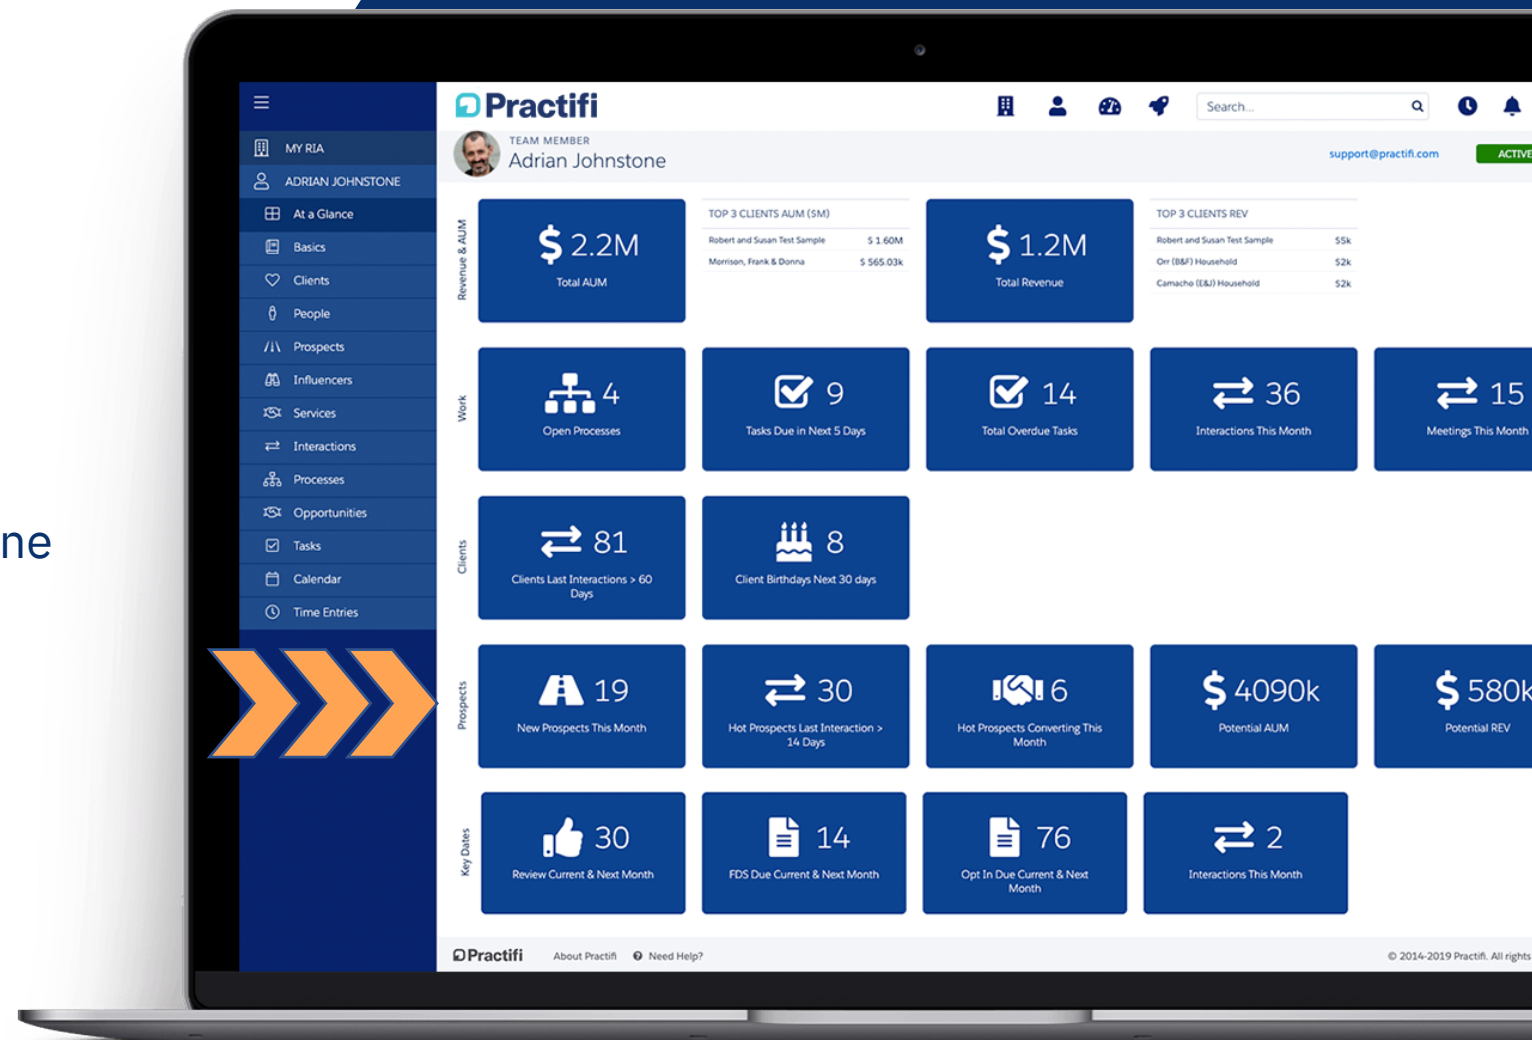 Practifi
Search...
MY RIA
TEAM MEMBER
Adrian Johnstone
support@practifi.com
ACTIVE
ADRIAN JOHNSTONE
At a Glance
Basics
Clients
People
Prospects
Influencers
Services
Interactions
Processes
Opportunities
Tasks
Calendar
Time Entries
ne
Revenue & AUM
$ 2.2M
Total AUM
TOP 3 CLIENTS AUM ($M)
Robert and Susan Test Sample $ 1.60M
Morrison, Frank & Donna $ 565.03k
$ 1.2M
Total Revenue
TOP 3 CLIENTS REV
Robert and Susan Test Sample $5k
Orr (B&F) Household $2k
Camacho (E&J) Household $2k
Work
4
Open Processes
9
Tasks Due in Next 5 Days
14
Total Overdue Tasks
36
Interactions This Month
15
Meetings This Month
Clients
81
Clients Last Interactions > 60
Days
8
Client Birthdays Next 30 days
Prospects
19
New Prospects This Month
30
Hot Prospects Last Interaction >
14 Days
6
Hot Prospects Converting This
Month
$ 4090k
Potential AUM
$ 580k
Potential REV
Key Dates
30
Review Current & Next Month
14
FDS Due Current & Next Month
76
Opt In Due Current & Next
Month
2
Interactions This Month
Practifi
About Practifi
Need Help?
© 2014-2019 Practifi. All rights